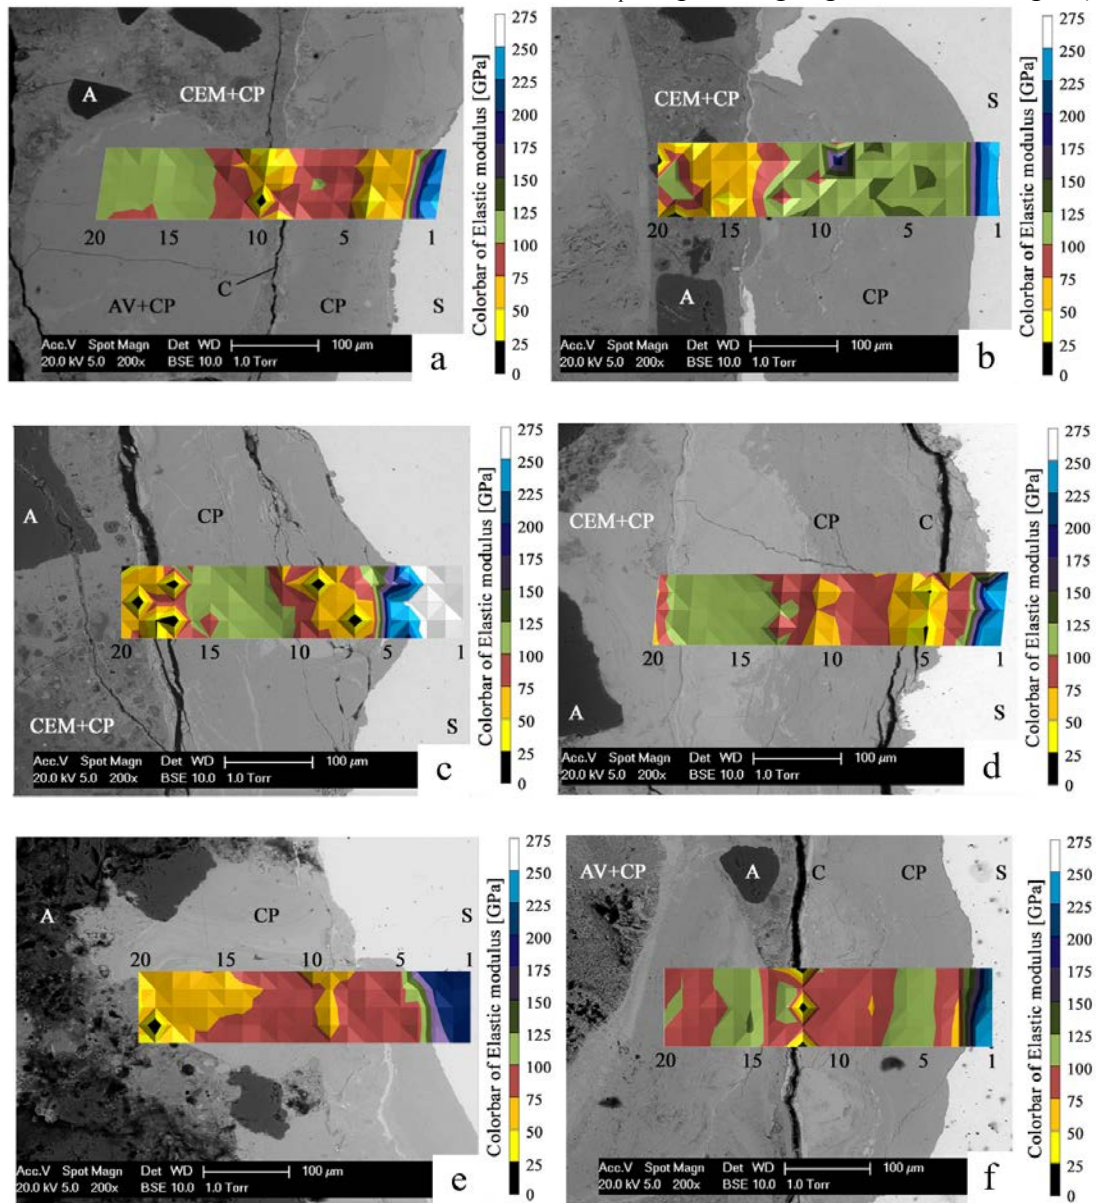 275
250
225
200
175
150
125
100
75
50
25
0
Colorbar of Elastic modulus [GPa]
A
CEM+CP
20 15 10 5 1
C
AV+CP
CP
S
Acc.V Spot Magn Det WD 100 µm
20.0 kV 5.0 200x BSE 10.0 1.0 Torr
a
275
250
225
200
175
150
125
100
75
50
25
0
Colorbar of Elastic modulus [GPa]
CEM+CP
S
20 15 10 5 1
A
CP
Acc.V Spot Magn Det WD 100 µm
20.0 kV 5.0 200x BSE 10.0 1.0 Torr
b
275
250
225
200
175
150
125
100
75
50
25
0
Colorbar of Elastic modulus [GPa]
A
CP
20 15 10 5 1
CEM+CP
S
Acc.V Spot Magn Det WD 100 µm
20.0 kV 5.0 200x BSE 10.0 1.0 Torr
c
275
250
225
200
175
150
125
100
75
50
25
0
Colorbar of Elastic modulus [GPa]
CEM+CP
CP
C
20 15 10 5 1
A
S
Acc.V Spot Magn Det WD 100 µm
20.0 kV 5.0 200x BSE 10.0 1.0 Torr
d
275
250
225
200
175
150
125
100
75
50
25
0
Colorbar of Elastic modulus [GPa]
A
CP
S
20 15 10 5 1
Acc.V Spot Magn Det WD 100 µm
20.0 kV 5.0 200x BSE 10.0 1.0 Torr
e
275
250
225
200
175
150
125
100
75
50
25
0
Colorbar of Elastic modulus [GPa]
AV+CP
A
C
CP
S
20 15 10 5 1
Acc.V Spot Magn Det WD 100 µm
20.0 kV 5.0 200x BSE 10.0 1.0 Torr
f